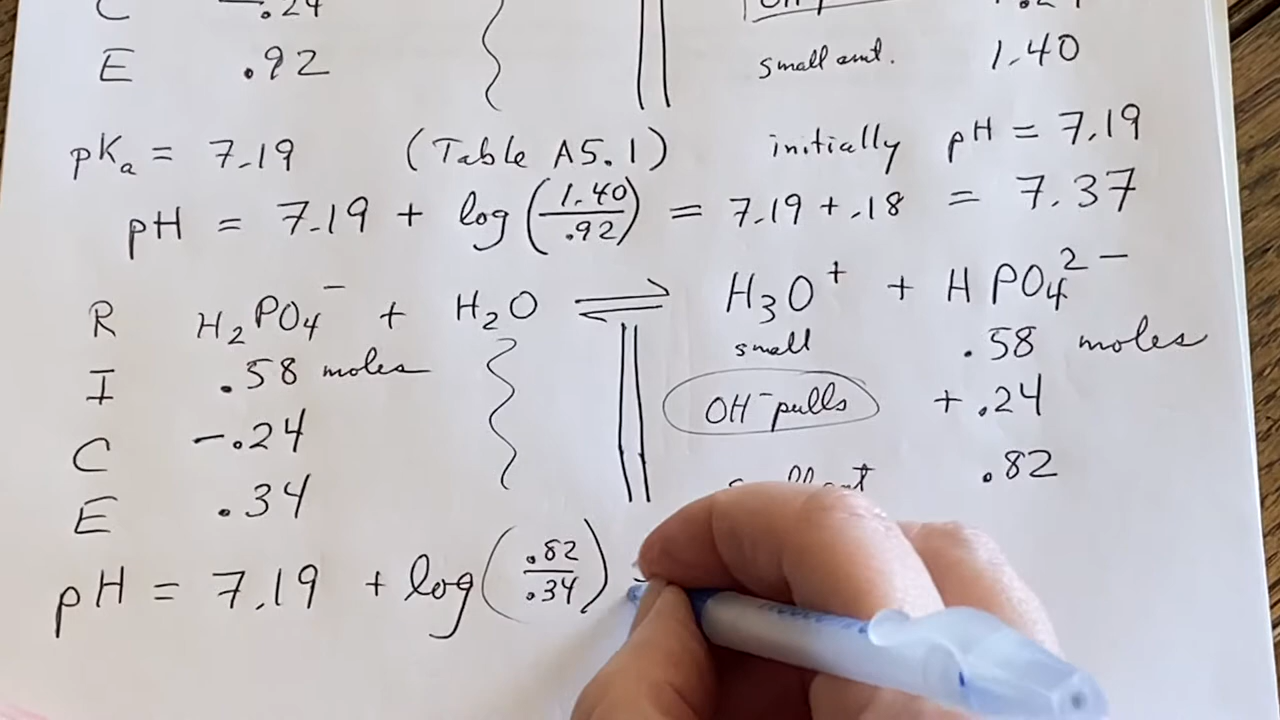 C -.24
E .92 small amt. 1.40
pKa = 7.19 (Table A5.1) initially pH = 7.19
pH = 7.19 + log(1.40/.92) = 7.19 + .18 = 7.37
R H2PO4^- + H2O ⇌ H3O^+ + HPO4^2-
I .58 moles small .58 moles
C -.24 OH^- pulls + .24
E .34 .82
pH = 7.19 + log(.82/.34)